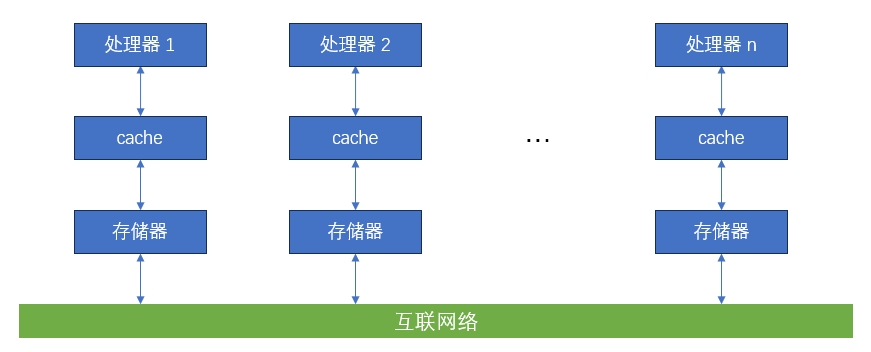 处理器 1
处理器 2
处理器 n
cache
cache
…
cache
存储器
存储器
存储器
互联网络